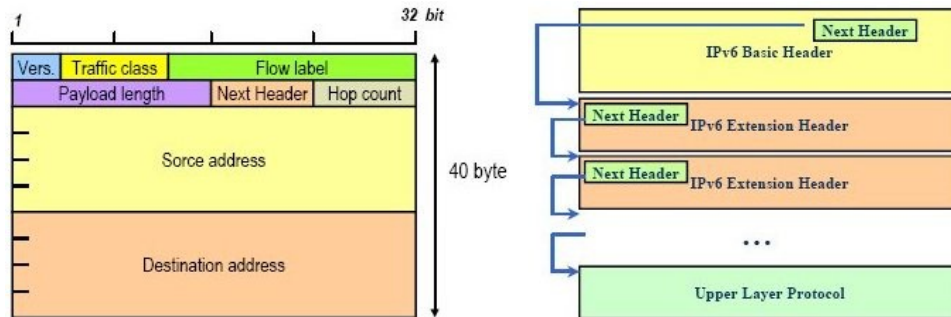 1
32 bit
Vers. Traffic class Flow label
Payload length Next Header Hop count
Sorce address
Destination address
40 byte
Next Header
IPv6 Basic Header
Next Header
IPv6 Extension Header
Next Header
IPv6 Extension Header
...
Upper Layer Protocol